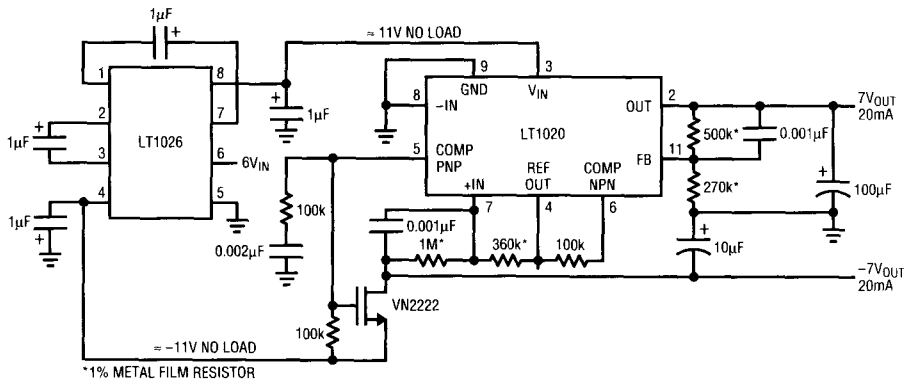 1µF
+
≈ 11V NO LOAD
1
8
9
GND
3
VIN
2
7
+
1µF
8
–IN
LT1020
OUT
2
7VOUT
20mA
500k*
0.001µF
+
1µF
LT1026
3
6
6VIN
5
COMP
PNP
FB
11
+IN
REF
OUT
COMP
NPN
270k*
+
100µF
4
5
7
4
6
1µF
+
100k
0.002µF
0.001µF
1M*
360k*
100k
+
10µF
–7VOUT
20mA
VN2222
100k
≈ –11V NO LOAD
*1% METAL FILM RESISTOR